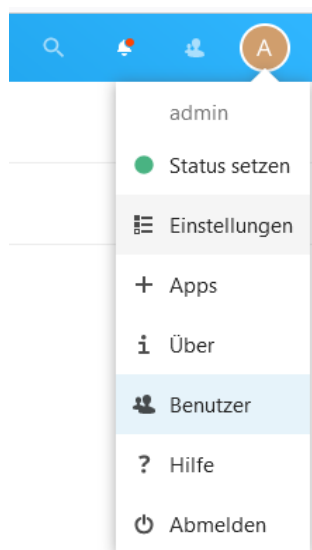 A
admin
Status setzen
Einstellungen
Apps
Über
Benutzer
Hilfe
Abmelden